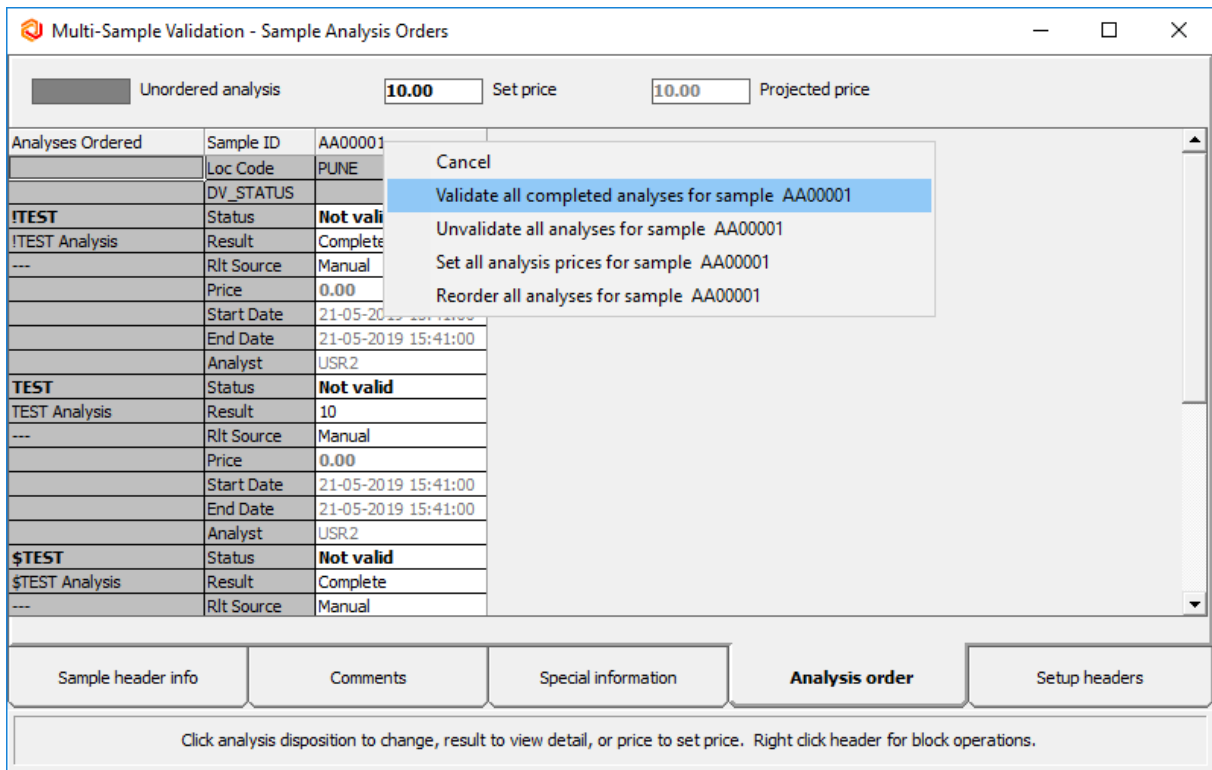 Multi-Sample Validation - Sample Analysis Orders
Unordered analysis 10.00 Set price 10.00 Projected price
Analyses Ordered Sample ID AA00001
Loc Code PUNE
DV_STATUS
!TEST Status Not vali
!TEST Analysis Result Complete
--- Rlt Source Manual
Price 0.00
Start Date 21-05-2019 15:41:00
End Date 21-05-2019 15:41:00
Analyst USR2
TEST Status Not valid
TEST Analysis Result 10
--- Rlt Source Manual
Price 0.00
Start Date 21-05-2019 15:41:00
End Date 21-05-2019 15:41:00
Analyst USR2
$TEST Status Not valid
$TEST Analysis Result Complete
--- Rlt Source Manual
Cancel
Validate all completed analyses for sample AA00001
Unvalidate all analyses for sample AA00001
Set all analysis prices for sample AA00001
Reorder all analyses for sample AA00001
Sample header info Comments Special information Analysis order Setup headers
Click analysis disposition to change, result to view detail, or price to set price. Right click header for block operations.